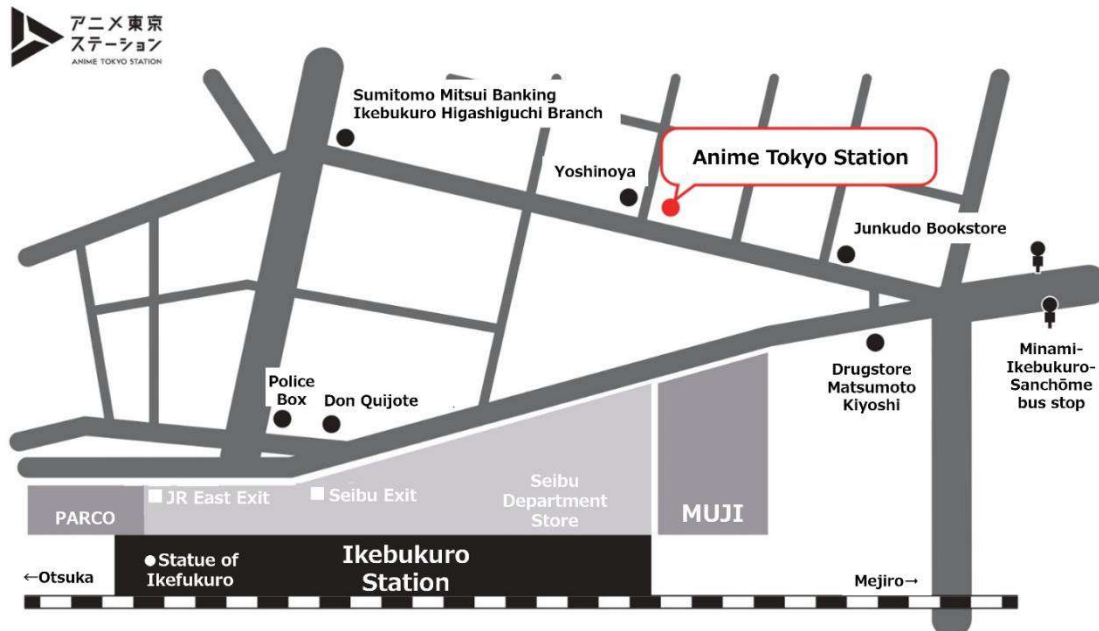 アニメ東京
ステーション
ANIME TOKYO STATION
Sumitomo Mitsui Banking
Ikebukuro Higashiguchi Branch
Anime Tokyo Station
Yoshinoya
Junkudo Bookstore
Police
Box
Don Quijote
Drugstore
Matsumoto
Kiyoshi
Minami-
Ikebukuro-
Sanchōme
bus stop
JR East Exit
Seibu Exit
Seibu
Department
Store
PARCO
MUJI
Statue of
Ikefukuro
Ikebukuro
Station
←Otsuka
Mejiro→